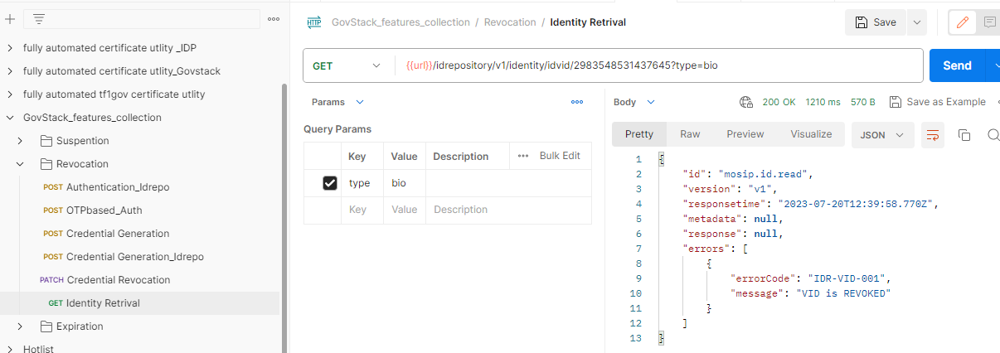 fully automated certificate utlity _IDP
fully automated certificate utlity_Govstack
fully automated tf1gov certificate utlity
GovStack_features_collection
Suspention
Revocation
POST Authentication_Idrepo
POST OTPbased_Auth
POST Credential Generation
POST Credential Generation_Idrepo
PATCH Credential Revocation
GET Identity Retrival
Expiration
Hotlist
HTTP GovStack_features_collection / Revocation / Identity Retrival
Save
GET {{url}}/idrepository/v1/identity/idvid/2983548531437645?type=bio
Send
Params
Query Params
Key Value Description Bulk Edit
type bio
Key Value Description
Body 200 OK 1210 ms 570 B Save as Example
Pretty Raw Preview Visualize JSON
1 {
2 "id": "mosip.id.read",
3 "version": "v1",
4 "responsetime": "2023-07-20T12:39:58.770Z",
5 "metadata": null,
6 "response": null,
7 "errors": [
8 {
9 "errorCode": "IDR-VID-001",
10 "message": "VID is REVOKED"
11 }
12 ]
13 }